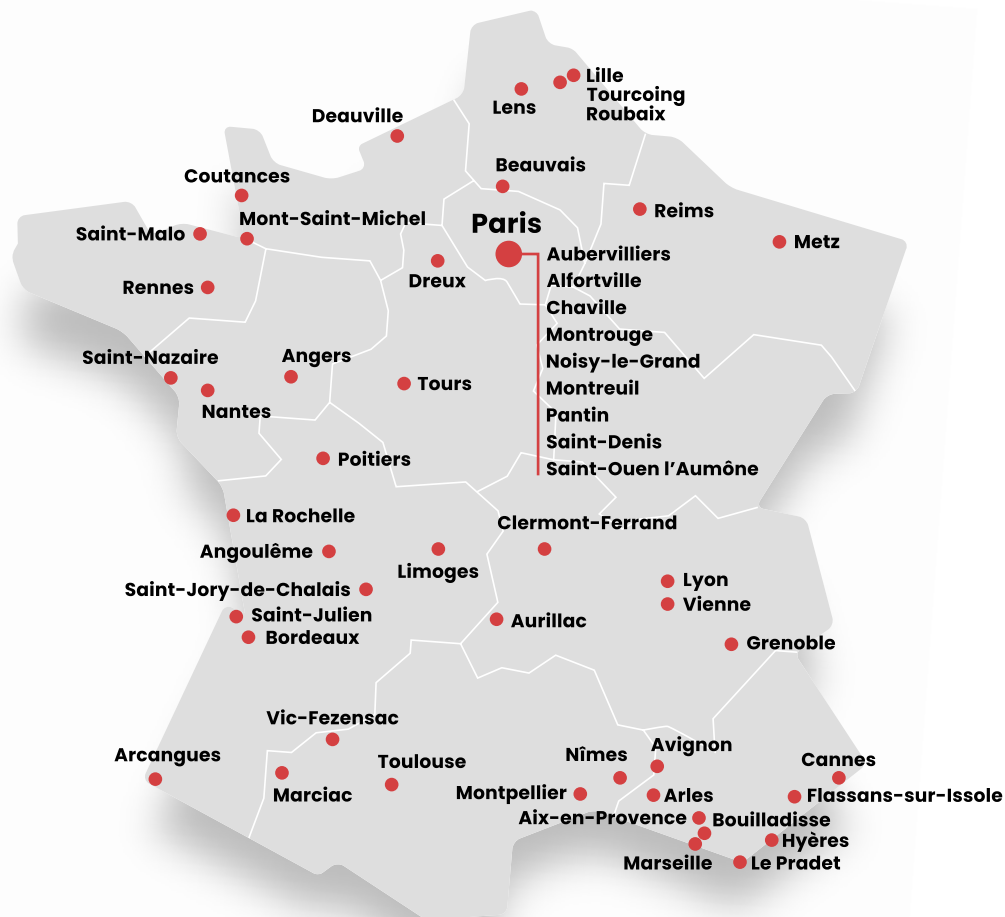 Lille
Tourcoing
Roubaix
Lens
Deauville
Beauvais
Coutances
Mont-Saint-Michel
Saint-Malo
Paris
Reims
Metz
Rennes
Dreux
Aubervilliers
Alfortville
Chaville
Montrouge
Noisy-le-Grand
Montreuil
Pantin
Saint-Denis
Saint-Ouen l’Aumône
Saint-Nazaire
Angers
Tours
Nantes
Poitiers
La Rochelle
Clermont-Ferrand
Angoulême
Limoges
Saint-Jory-de-Chalais
Lyon
Vienne
Saint-Julien
Bordeaux
Aurillac
Grenoble
Vic-Fezensac
Arcangues
Toulouse
Nîmes
Avignon
Cannes
Marciac
Montpellier
Arles
Flassans-sur-Issole
Aix-en-Provence
Bouilladisse
Hyères
Marseille
Le Pradet